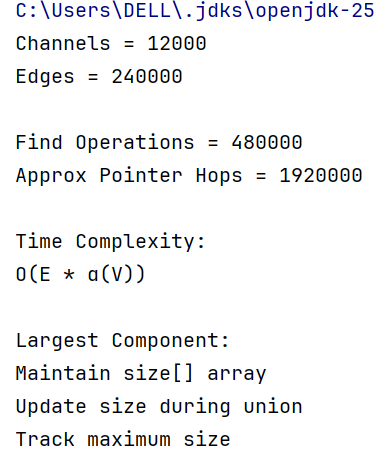 C:\Users\DELL\.jdks\openjdk-25
Channels = 12000
Edges = 240000
Find Operations = 480000
Approx Pointer Hops = 1920000
Time Complexity:
O(E * α(V))
Largest Component:
Maintain size[] array
Update size during union
Track maximum size